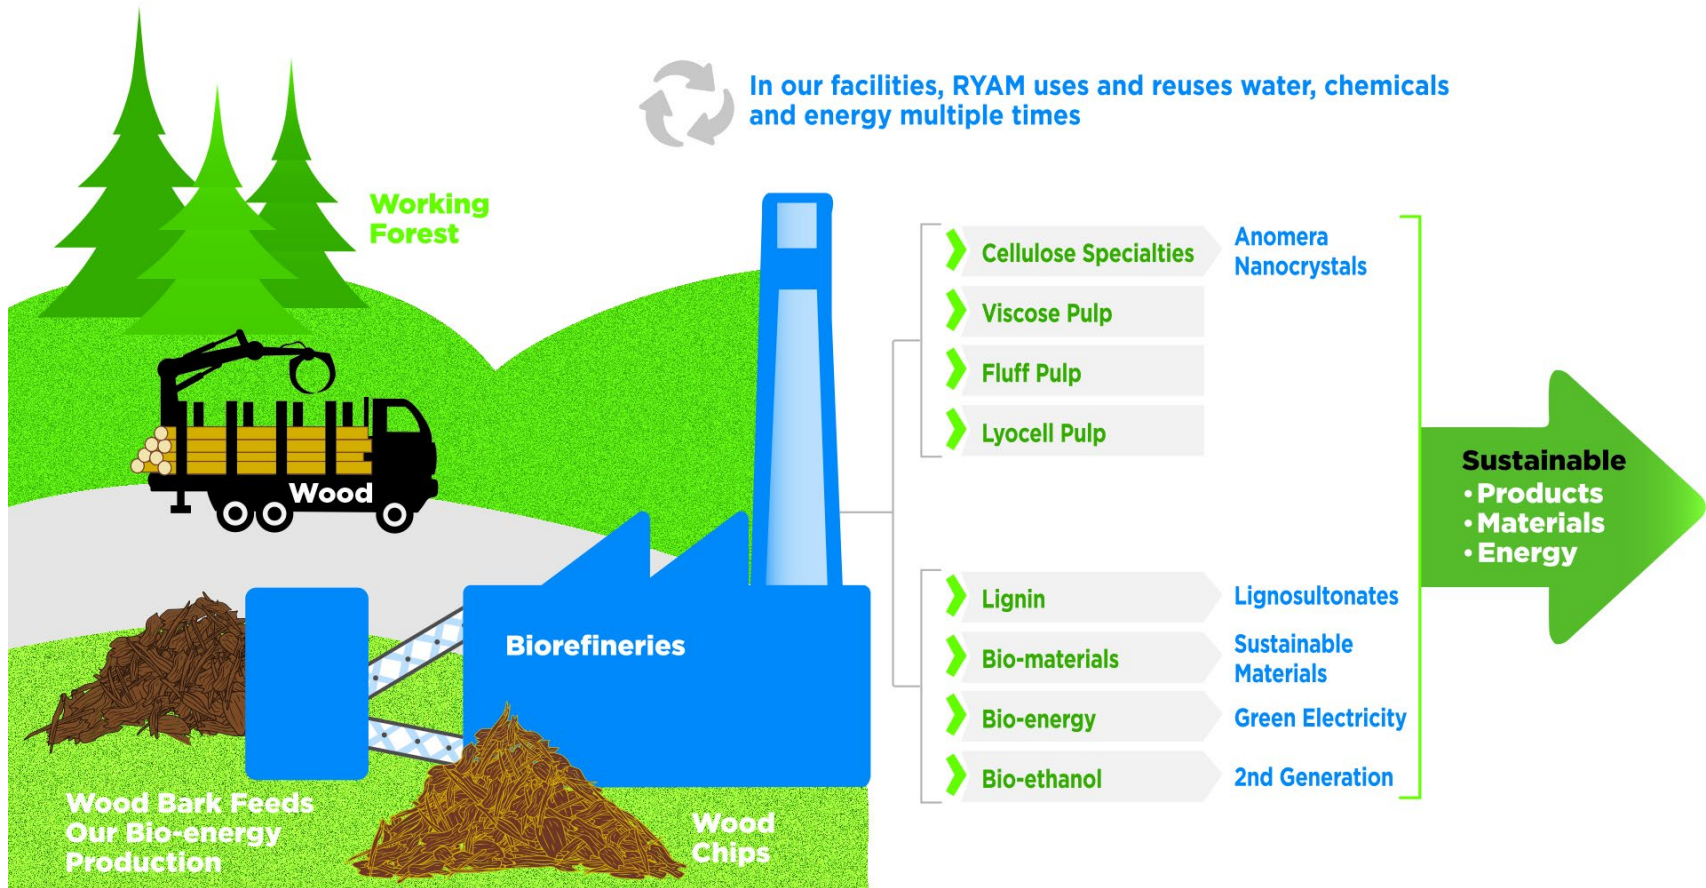 In our facilities, RYAM uses and reuses water, chemicals
and energy multiple times
Working
Forest
Wood
Biorefineries
Wood Bark Feeds
Our Bio-energy
Production
Wood
Chips
Cellulose Specialties
Anomera
Nanocrystals
Viscose Pulp
Fluff Pulp
Lyocell Pulp
Lignin
Lignosultonates
Bio-materials
Sustainable
Materials
Bio-energy
Green Electricity
Bio-ethanol
2nd Generation
Sustainable
• Products
• Materials
• Energy